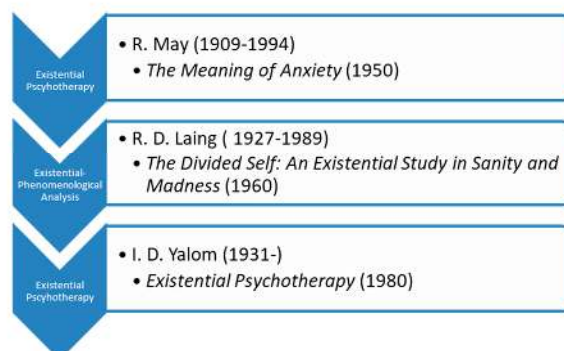 Existential
Pscyhotherapy
• R. May (1909-1994)
• The Meaning of Anxiety (1950)
Existential-
Phenomenological
Analysis
• R. D. Laing ( 1927-1989)
• The Divided Self: An Existential Study in Sanity and
Madness (1960)
Existential
Pscyhotherapy
• I. D. Yalom (1931-)
• Existential Psychotherapy (1980)